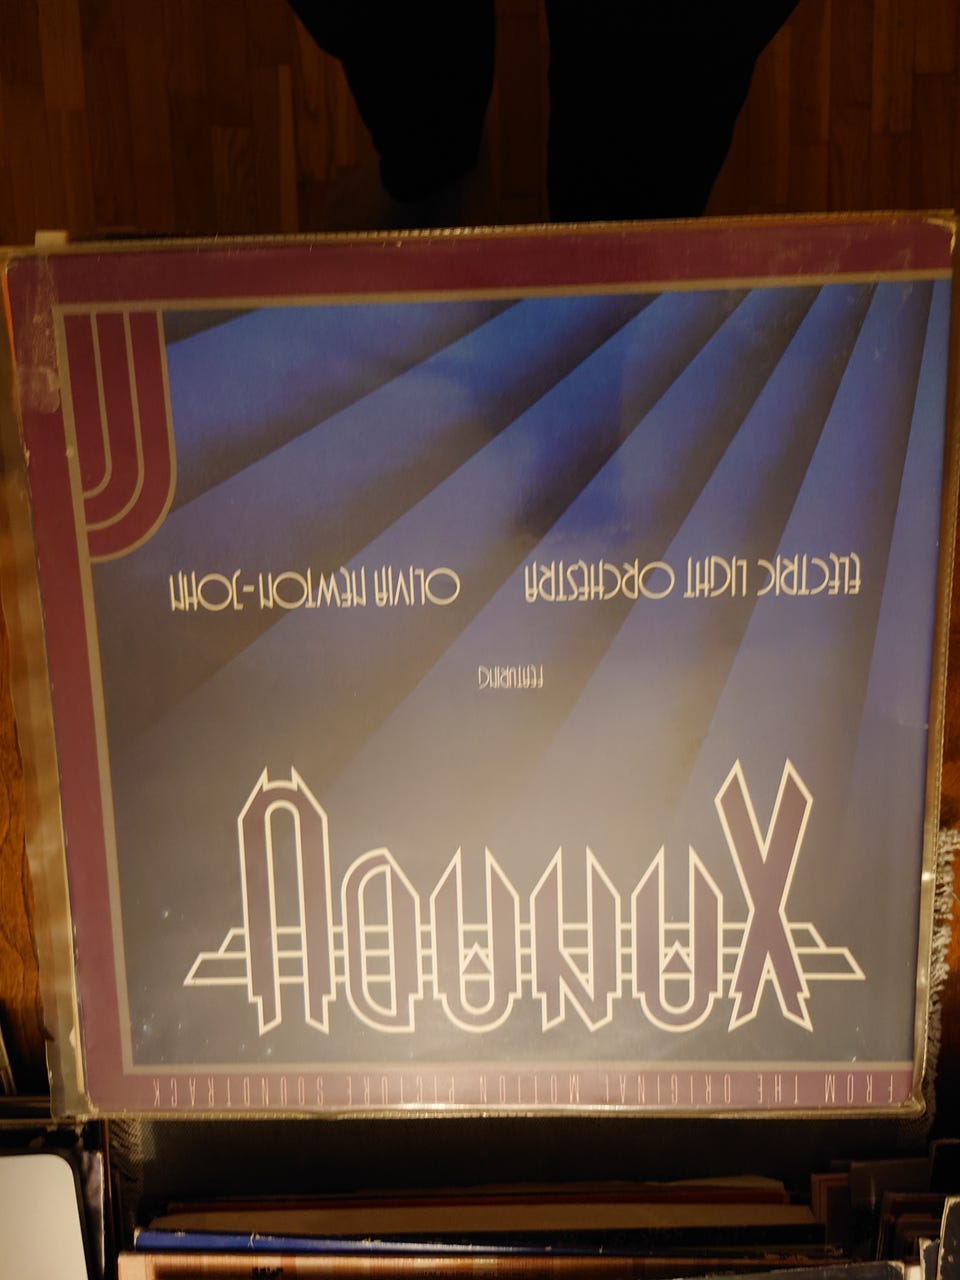 FROM THE ORIGINAL MOTION PICTURE SOUNDTRACK
XANADU
FEATURING
ELECTRIC LIGHT ORCHESTRA OLIVIA NEWTON-JOHN